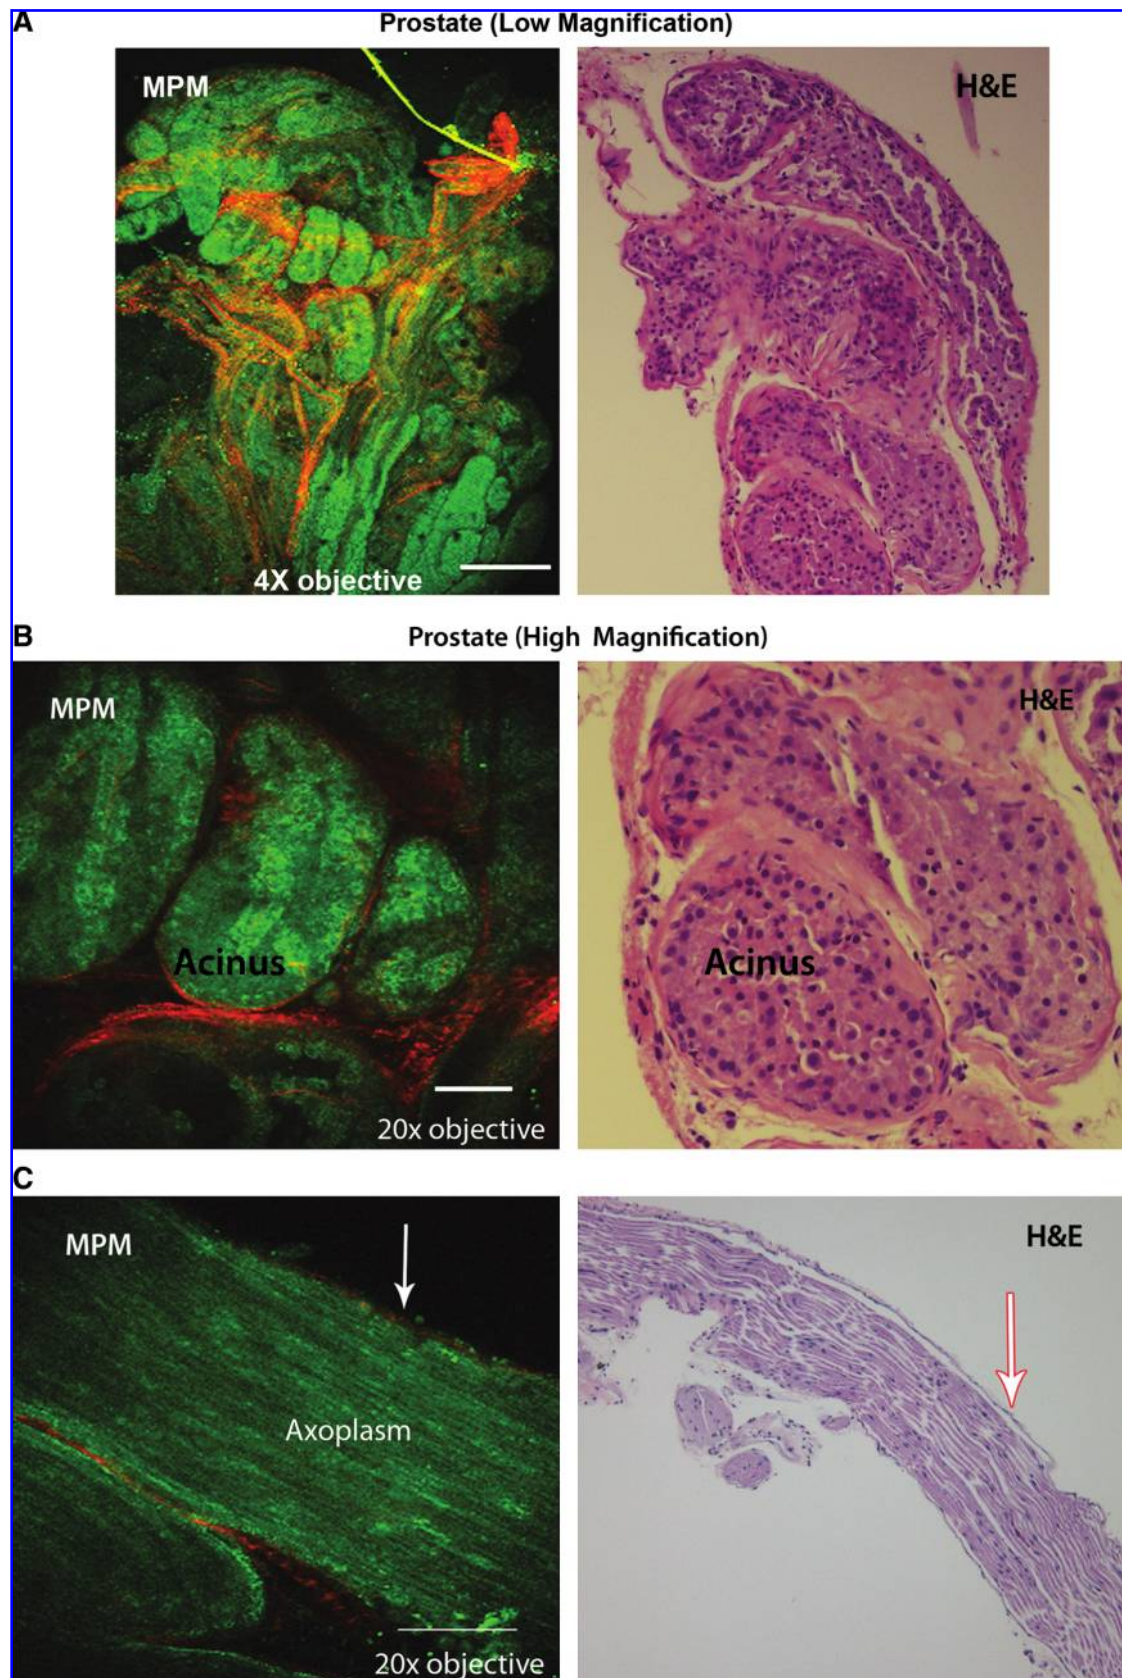 A
Prostate (Low Magnification)
MPM
H&E
4X objective
B
Prostate (High Magnification)
MPM
H&E
Acinus
Acinus
20x objective
C
MPM
H&E
Axoplasm
20x objective